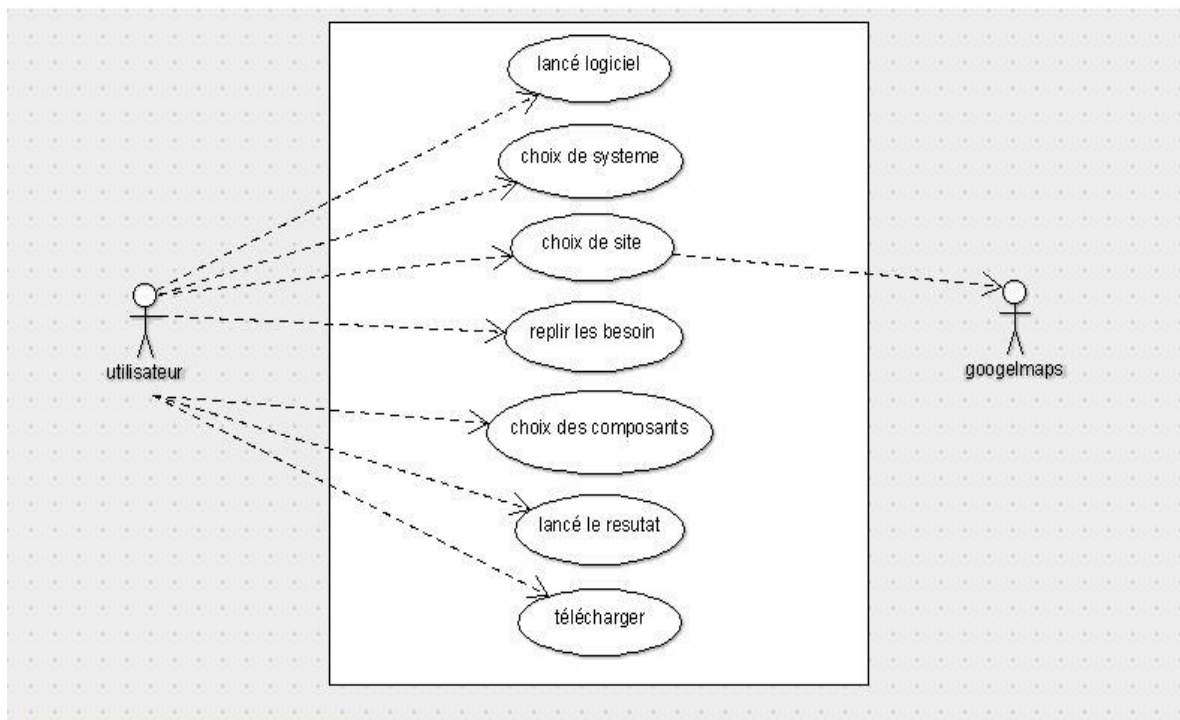 lancé logiciel
choix de systeme
choix de site
replir les besoin
utilisateur
googelmaps
choix des composants
lancé le resutat
télécharger